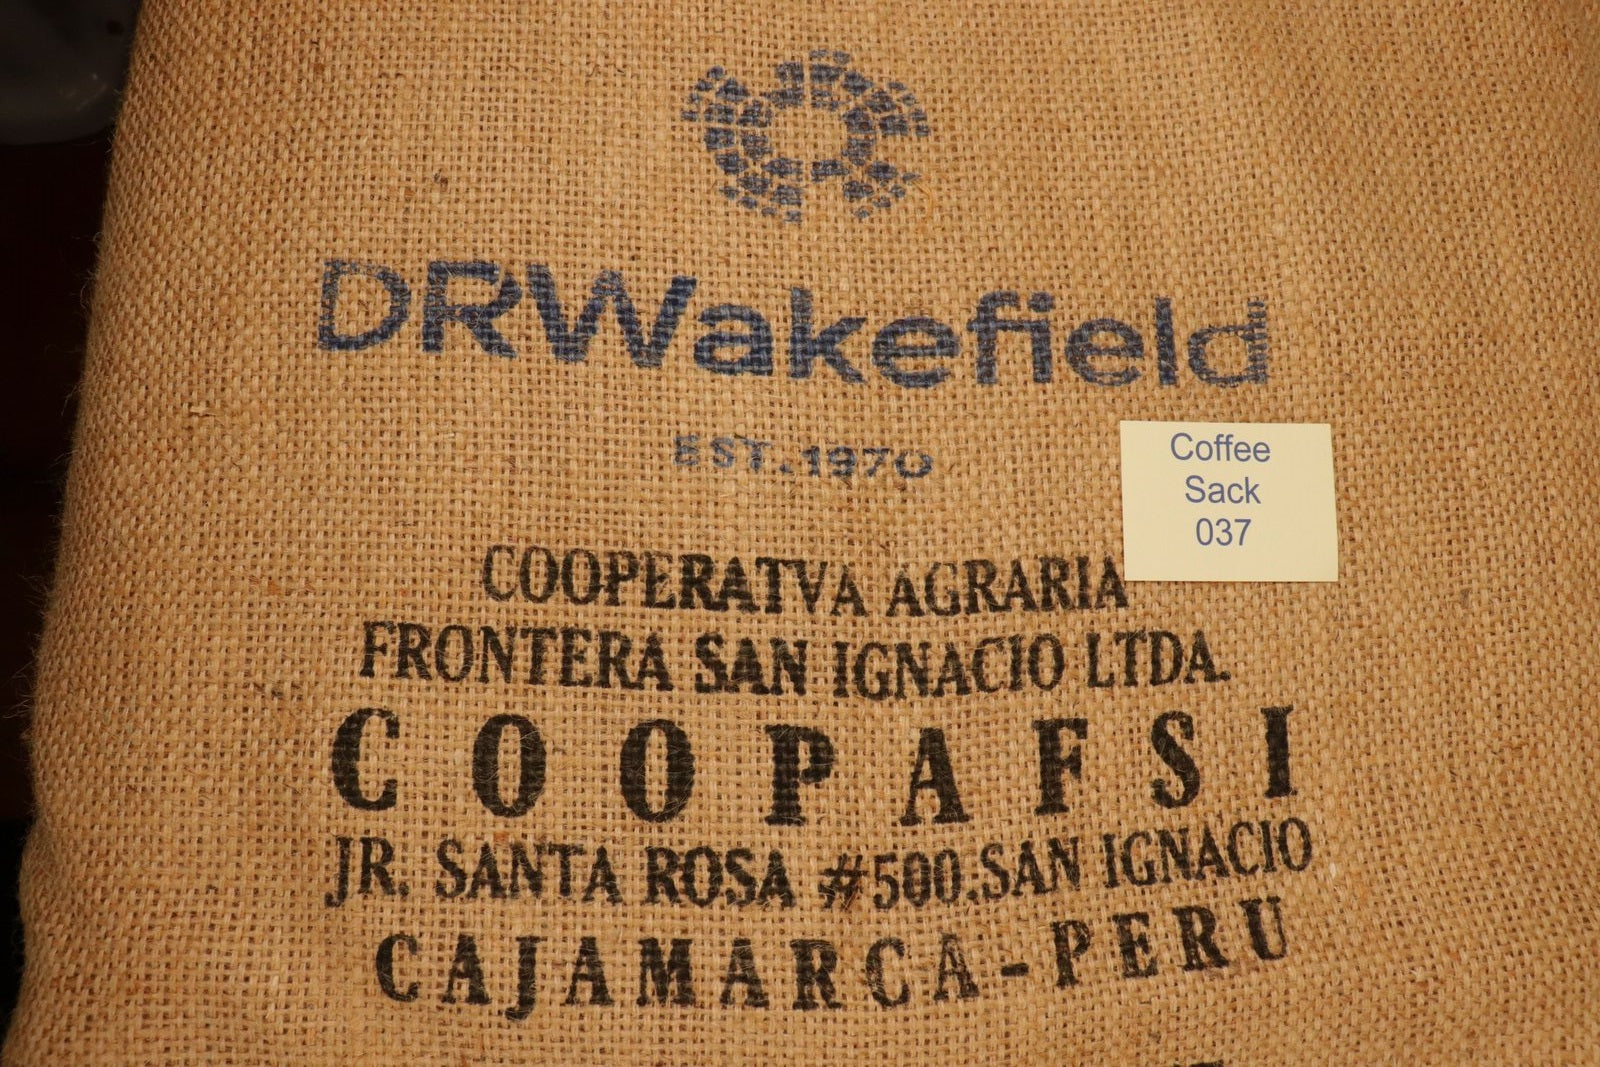 DRWakefield
EST.1970
Coffee
Sack
037
COOPERATVA AGRARIA
FRONTERA SAN IGNACIO LTDA.
COOPAFSI
JR. SANTA ROSA #500.SAN IGNACIO
CAJAMARCA-PERU